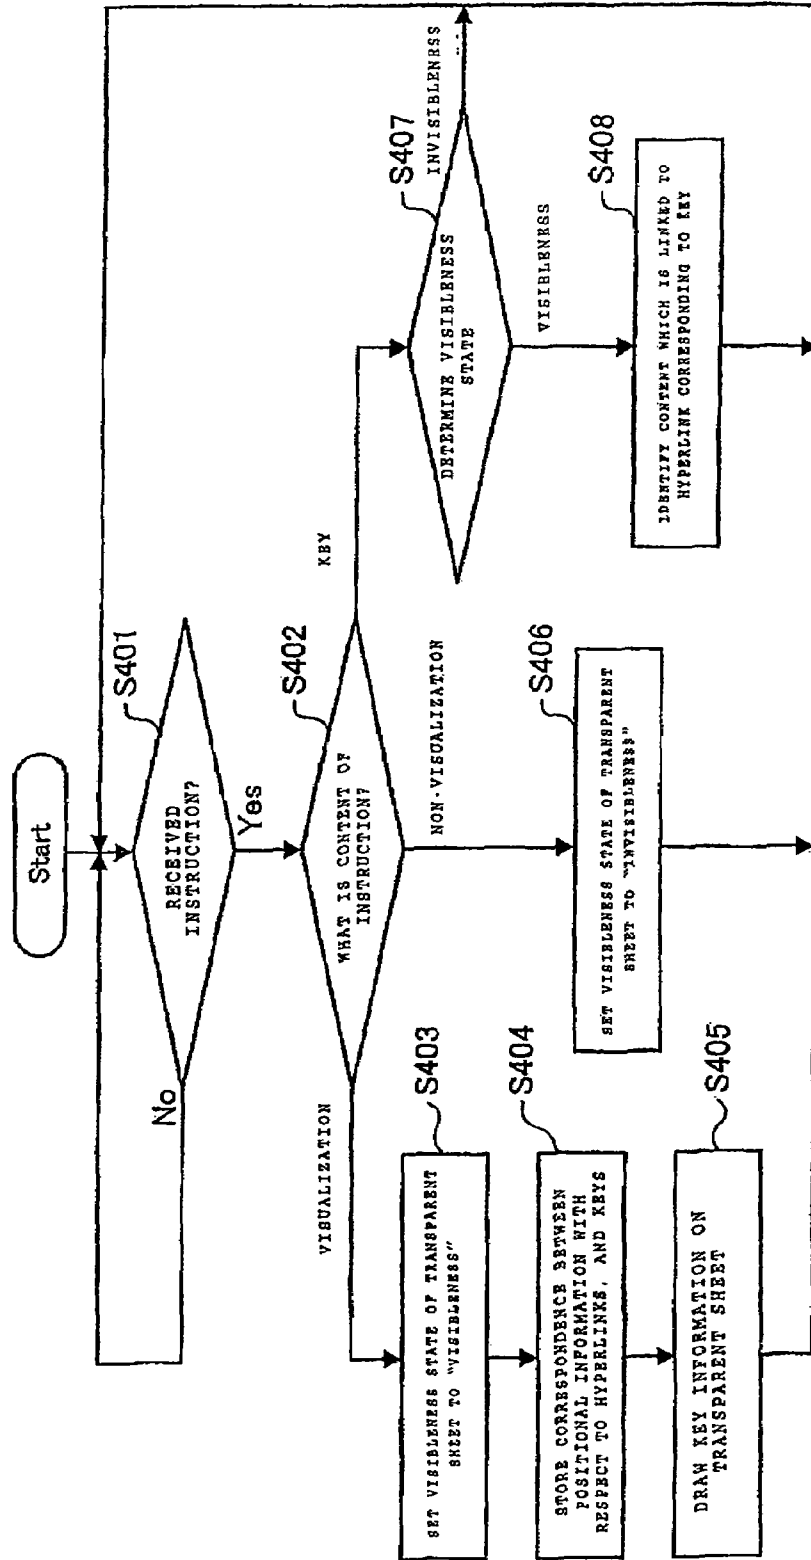 Start
S401
RECEIVED
INSTRUCTION?
No
Yes
S402
WHAT IS CONTENT OF
INSTRUCTION?
VISUALIZATION
NON-VISUALIZATION
KEY
S403
SET VISIBLENESS STATE OF TRANSPARENT
SHEET TO "VISIBLENESS"
S404
STORE CORRESPONDENCE BETWEEN
POSITIONAL INFORMATION WITH
RESPECT TO HYPERLINKS, AND KEYS
S405
DRAW KEY INFORMATION ON
TRANSPARENT SHEET
S406
SET VISIBLENESS STATE OF TRANSPARENT
SHEET TO "INVISIBLENESS"
S407
DETERMINE VISIBLENESS
STATE
INVISIBLENESS
VISIBLENESS
S408
IDENTIFY CONTENT WHICH IS LINKED TO
HYPERLINK CORRESPONDING TO KEY